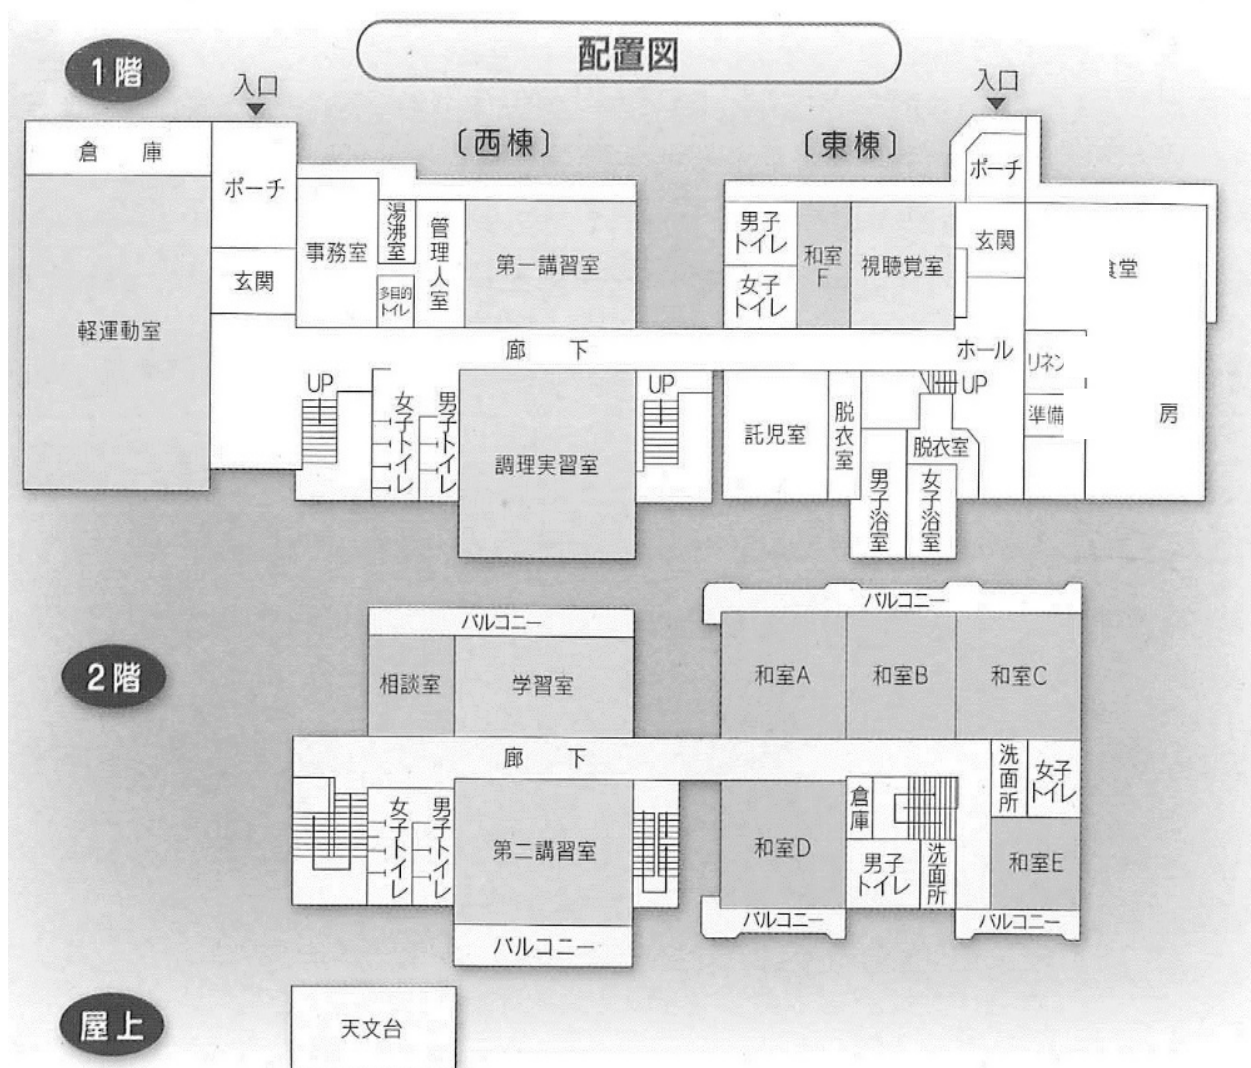 配置図
1階
入口
入口
〔西棟〕
〔東棟〕
倉庫
ポーチ
ポーチ
事務室
湯沸室
管理人室
第一講習室
男子トイレ
和室F
視聴覚室
玄関
食堂
玄関
多目的トイレ
女子トイレ
軽運動室
廊下
ホール
リネン
UP
女子トイレ
男子トイレ
調理実習室
UP
託児室
脱衣室
UP
脱衣室
準備
房
男子浴室
女子浴室
2階
バルコニー
バルコニー
相談室
学習室
和室A
和室B
和室C
廊下
洗面所
女子トイレ
女子トイレ
男子トイレ
第二講習室
和室D
倉庫
男子トイレ
洗面所
和室E
バルコニー
バルコニー
バルコニー
屋上
天文台